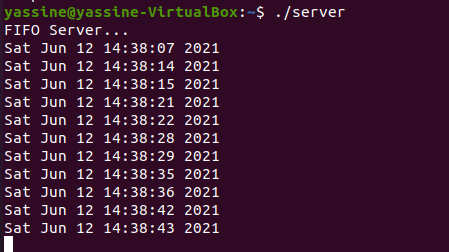 yassine@yassine-VirtualBox:~$ ./server
FIFO Server...
Sat Jun 12 14:38:07 2021
Sat Jun 12 14:38:14 2021
Sat Jun 12 14:38:15 2021
Sat Jun 12 14:38:21 2021
Sat Jun 12 14:38:22 2021
Sat Jun 12 14:38:28 2021
Sat Jun 12 14:38:29 2021
Sat Jun 12 14:38:35 2021
Sat Jun 12 14:38:36 2021
Sat Jun 12 14:38:42 2021
Sat Jun 12 14:38:43 2021